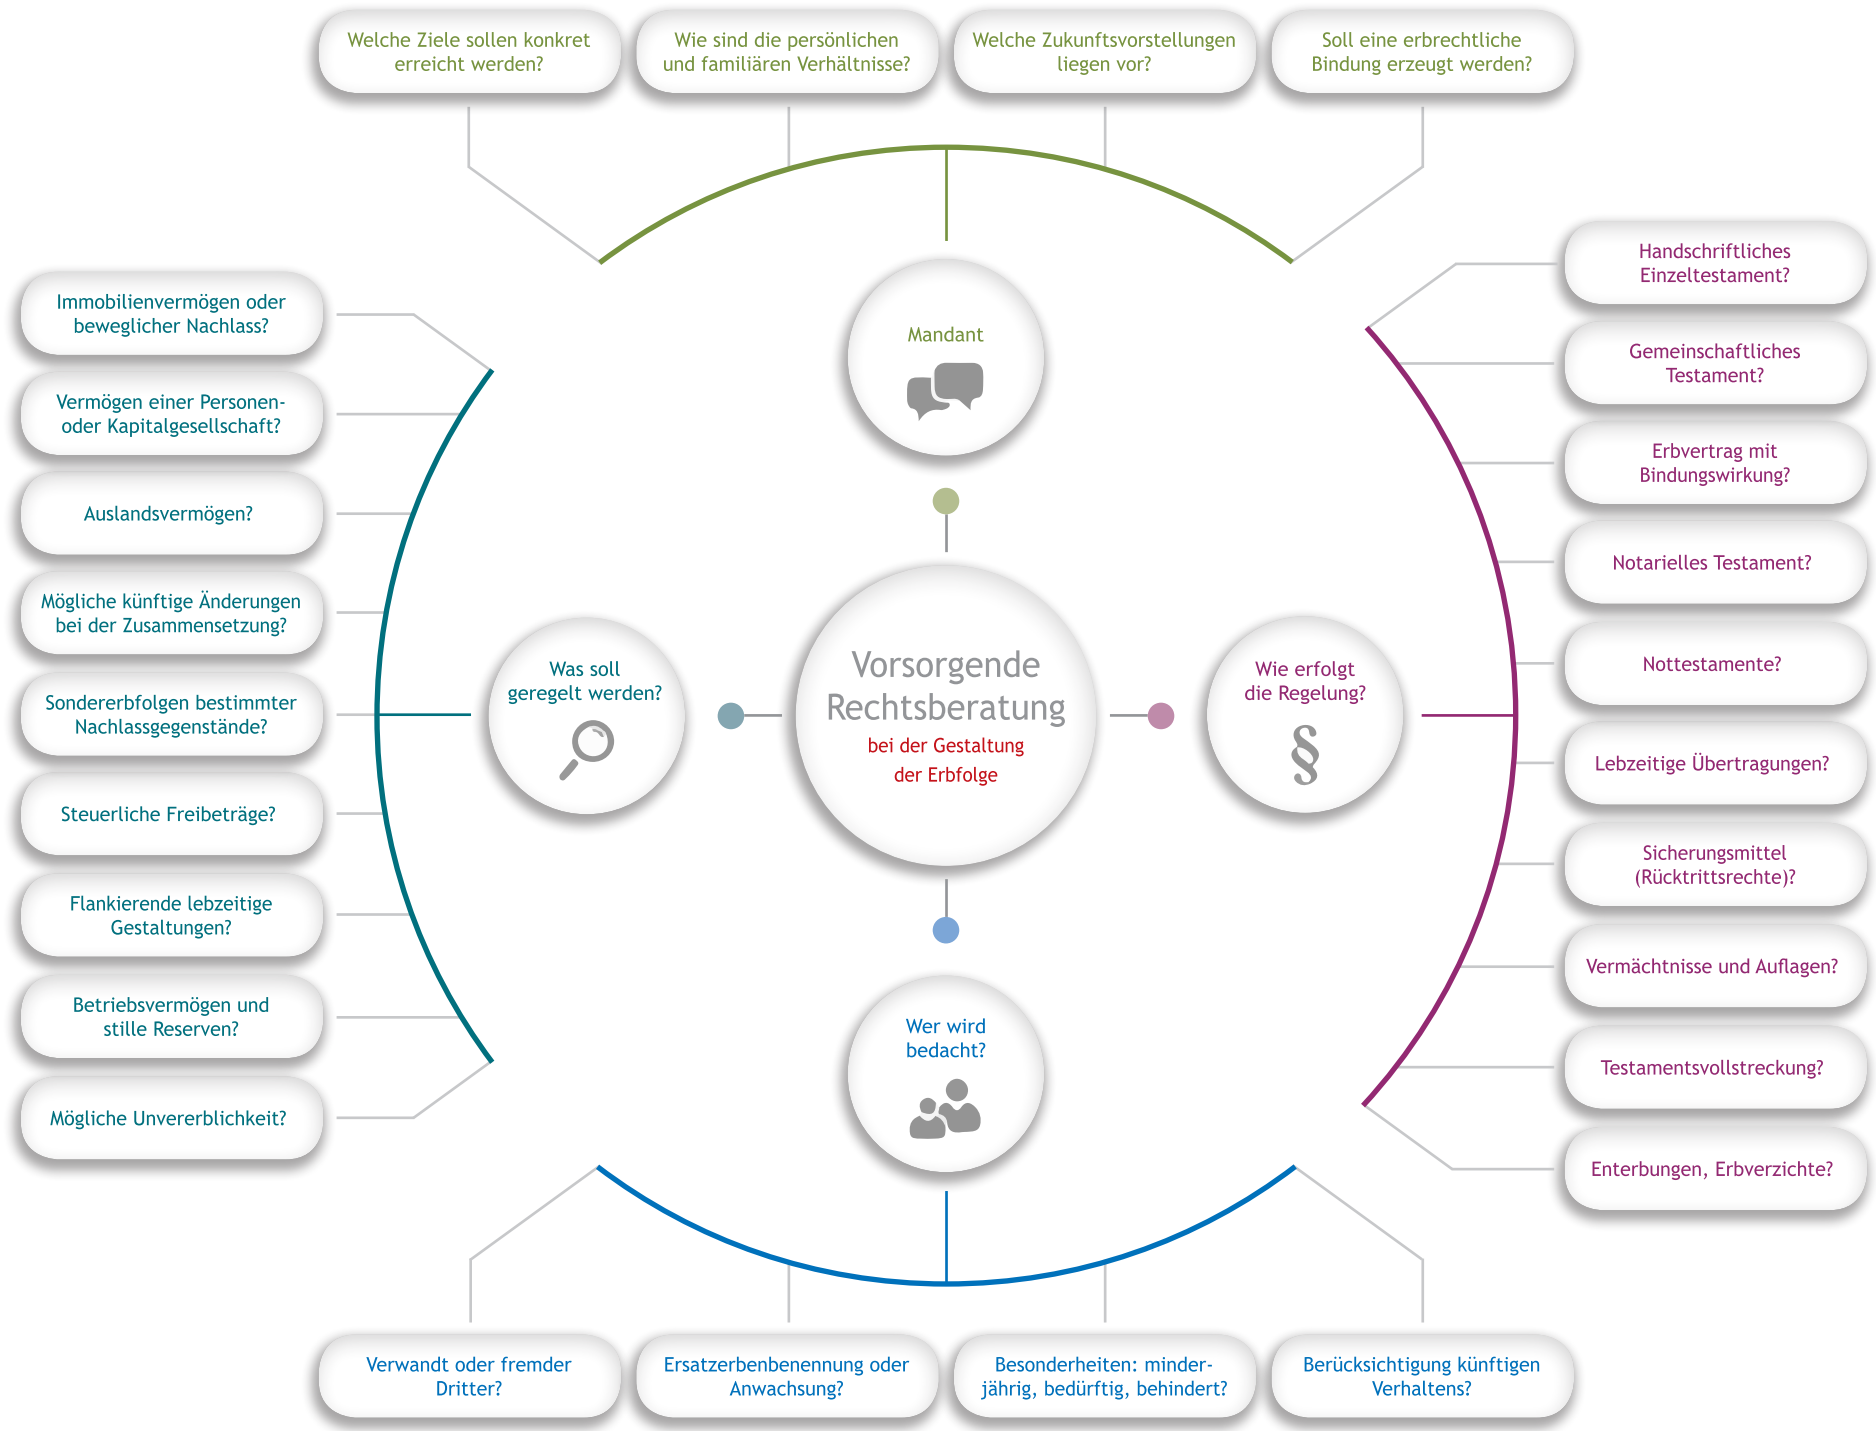 Welche Ziele sollen konkret
erreicht werden?
Wie sind die persönlichen
und familiären Verhältnisse?
Welche Zukunftsvorstellungen
liegen vor?
Soll eine erbrechtliche
Bindung erzeugt werden?
Mandant
Immobilienvermögen oder
beweglicher Nachlass?
Vermögen einer Personen-
oder Kapitalgesellschaft?
Auslandsvermögen?
Mögliche künftige Änderungen
bei der Zusammensetzung?
Sondererbfolgen bestimmter
Nachlassgegenstände?
Steuerliche Freibeträge?
Flankierende lebzeitige
Gestaltungen?
Betriebsvermögen und
stille Reserven?
Mögliche Unvererblichkeit?
Was soll
geregelt werden?
Vorsorgende
Rechtsberatung
bei der Gestaltung
der Erbfolge
Wie erfolgt
die Regelung?
§
Handschriftliches
Einzeltestament?
Gemeinschaftliches
Testament?
Erbvertrag mit
Bindungswirkung?
Notarielles Testament?
Nottestamente?
Lebzeitige Übertragungen?
Sicherungsmittel
(Rücktrittsrechte)?
Vermächtnisse und Auflagen?
Testamentsvollstreckung?
Enterbungen, Erbverzichte?
Wer wird
bedacht?
Verwandt oder fremder
Dritter?
Ersatzerbenbenennung oder
Anwachsung?
Besonderheiten: minder-
jährig, bedürftig, behindert?
Berücksichtigung künftigen
Verhaltens?